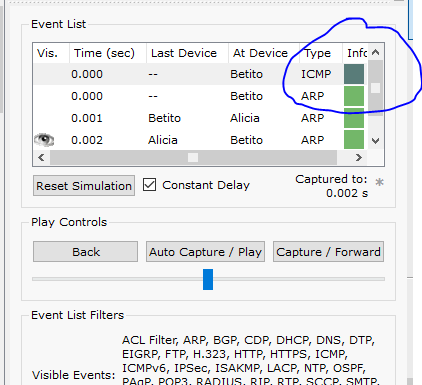 Event List
Vis. Time (sec) Last Device At Device Type Info
0.000 -- Betito ICMP
0.000 -- Betito ARP
0.001 Betito Alicia ARP
0.002 Alicia Betito ARP
Reset Simulation Constant Delay Captured to: *
0.002 s
Play Controls
Back Auto Capture / Play Capture / Forward
Event List Filters
ACL Filter, ARP, BGP, CDP, DHCP, DNS, DTP,
EIGRP, FTP, H.323, HTTP, HTTPS, ICMP,
Visible Events: ICMPv6, IPSec, ISAKMP, LACP, NTP, OSPF,
PAgP, POP3, RADIUS, RIP, RTP, SCCP, SMTP,